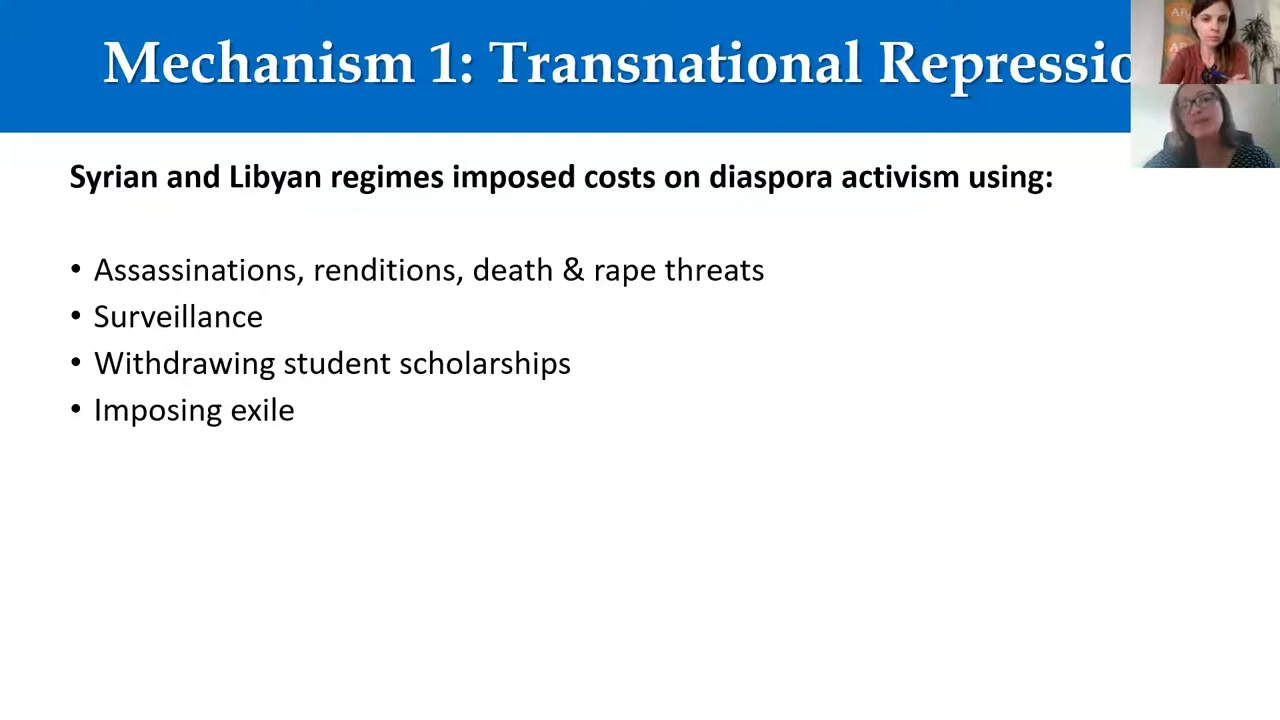 Mechanism 1: Transnational Repressio
Syrian and Libyan regimes imposed costs on diaspora activism using:
• Assassinations, renditions, death & rape threats
• Surveillance
• Withdrawing student scholarships
• Imposing exile